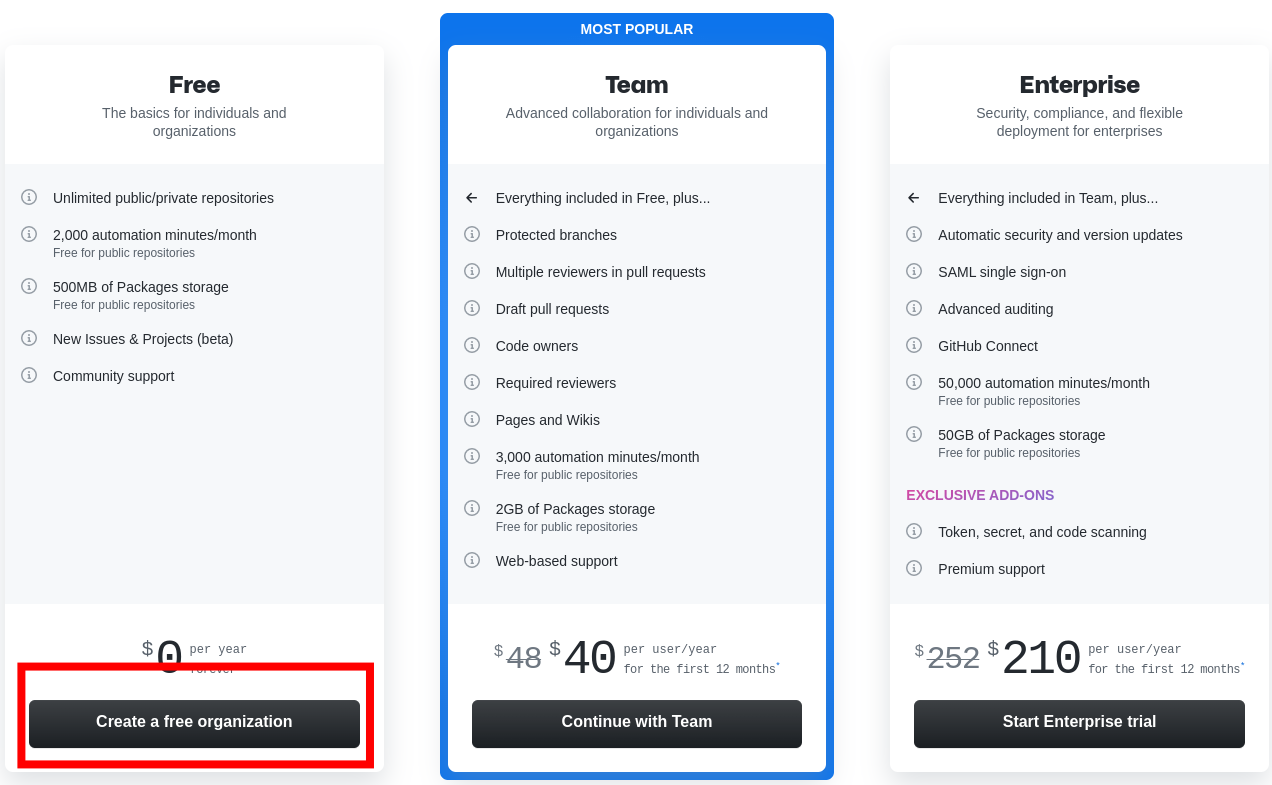 Free
The basics for individuals and
organizations
Unlimited public/private repositories
2,000 automation minutes/month
Free for public repositories
500MB of Packages storage
Free for public repositories
New Issues & Projects (beta)
Community support
$0 per year
forever
Create a free organization
MOST POPULAR
Team
Advanced collaboration for individuals and
organizations
Everything included in Free, plus...
Protected branches
Multiple reviewers in pull requests
Draft pull requests
Code owners
Required reviewers
Pages and Wikis
3,000 automation minutes/month
Free for public repositories
2GB of Packages storage
Free for public repositories
Web-based support
$48 $40 per user/year
for the first 12 months*
Continue with Team
Enterprise
Security, compliance, and flexible
deployment for enterprises
Everything included in Team, plus...
Automatic security and version updates
SAML single sign-on
Advanced auditing
GitHub Connect
50,000 automation minutes/month
Free for public repositories
50GB of Packages storage
Free for public repositories
EXCLUSIVE ADD-ONS
Token, secret, and code scanning
Premium support
$252 $210 per user/year
for the first 12 months*
Start Enterprise trial